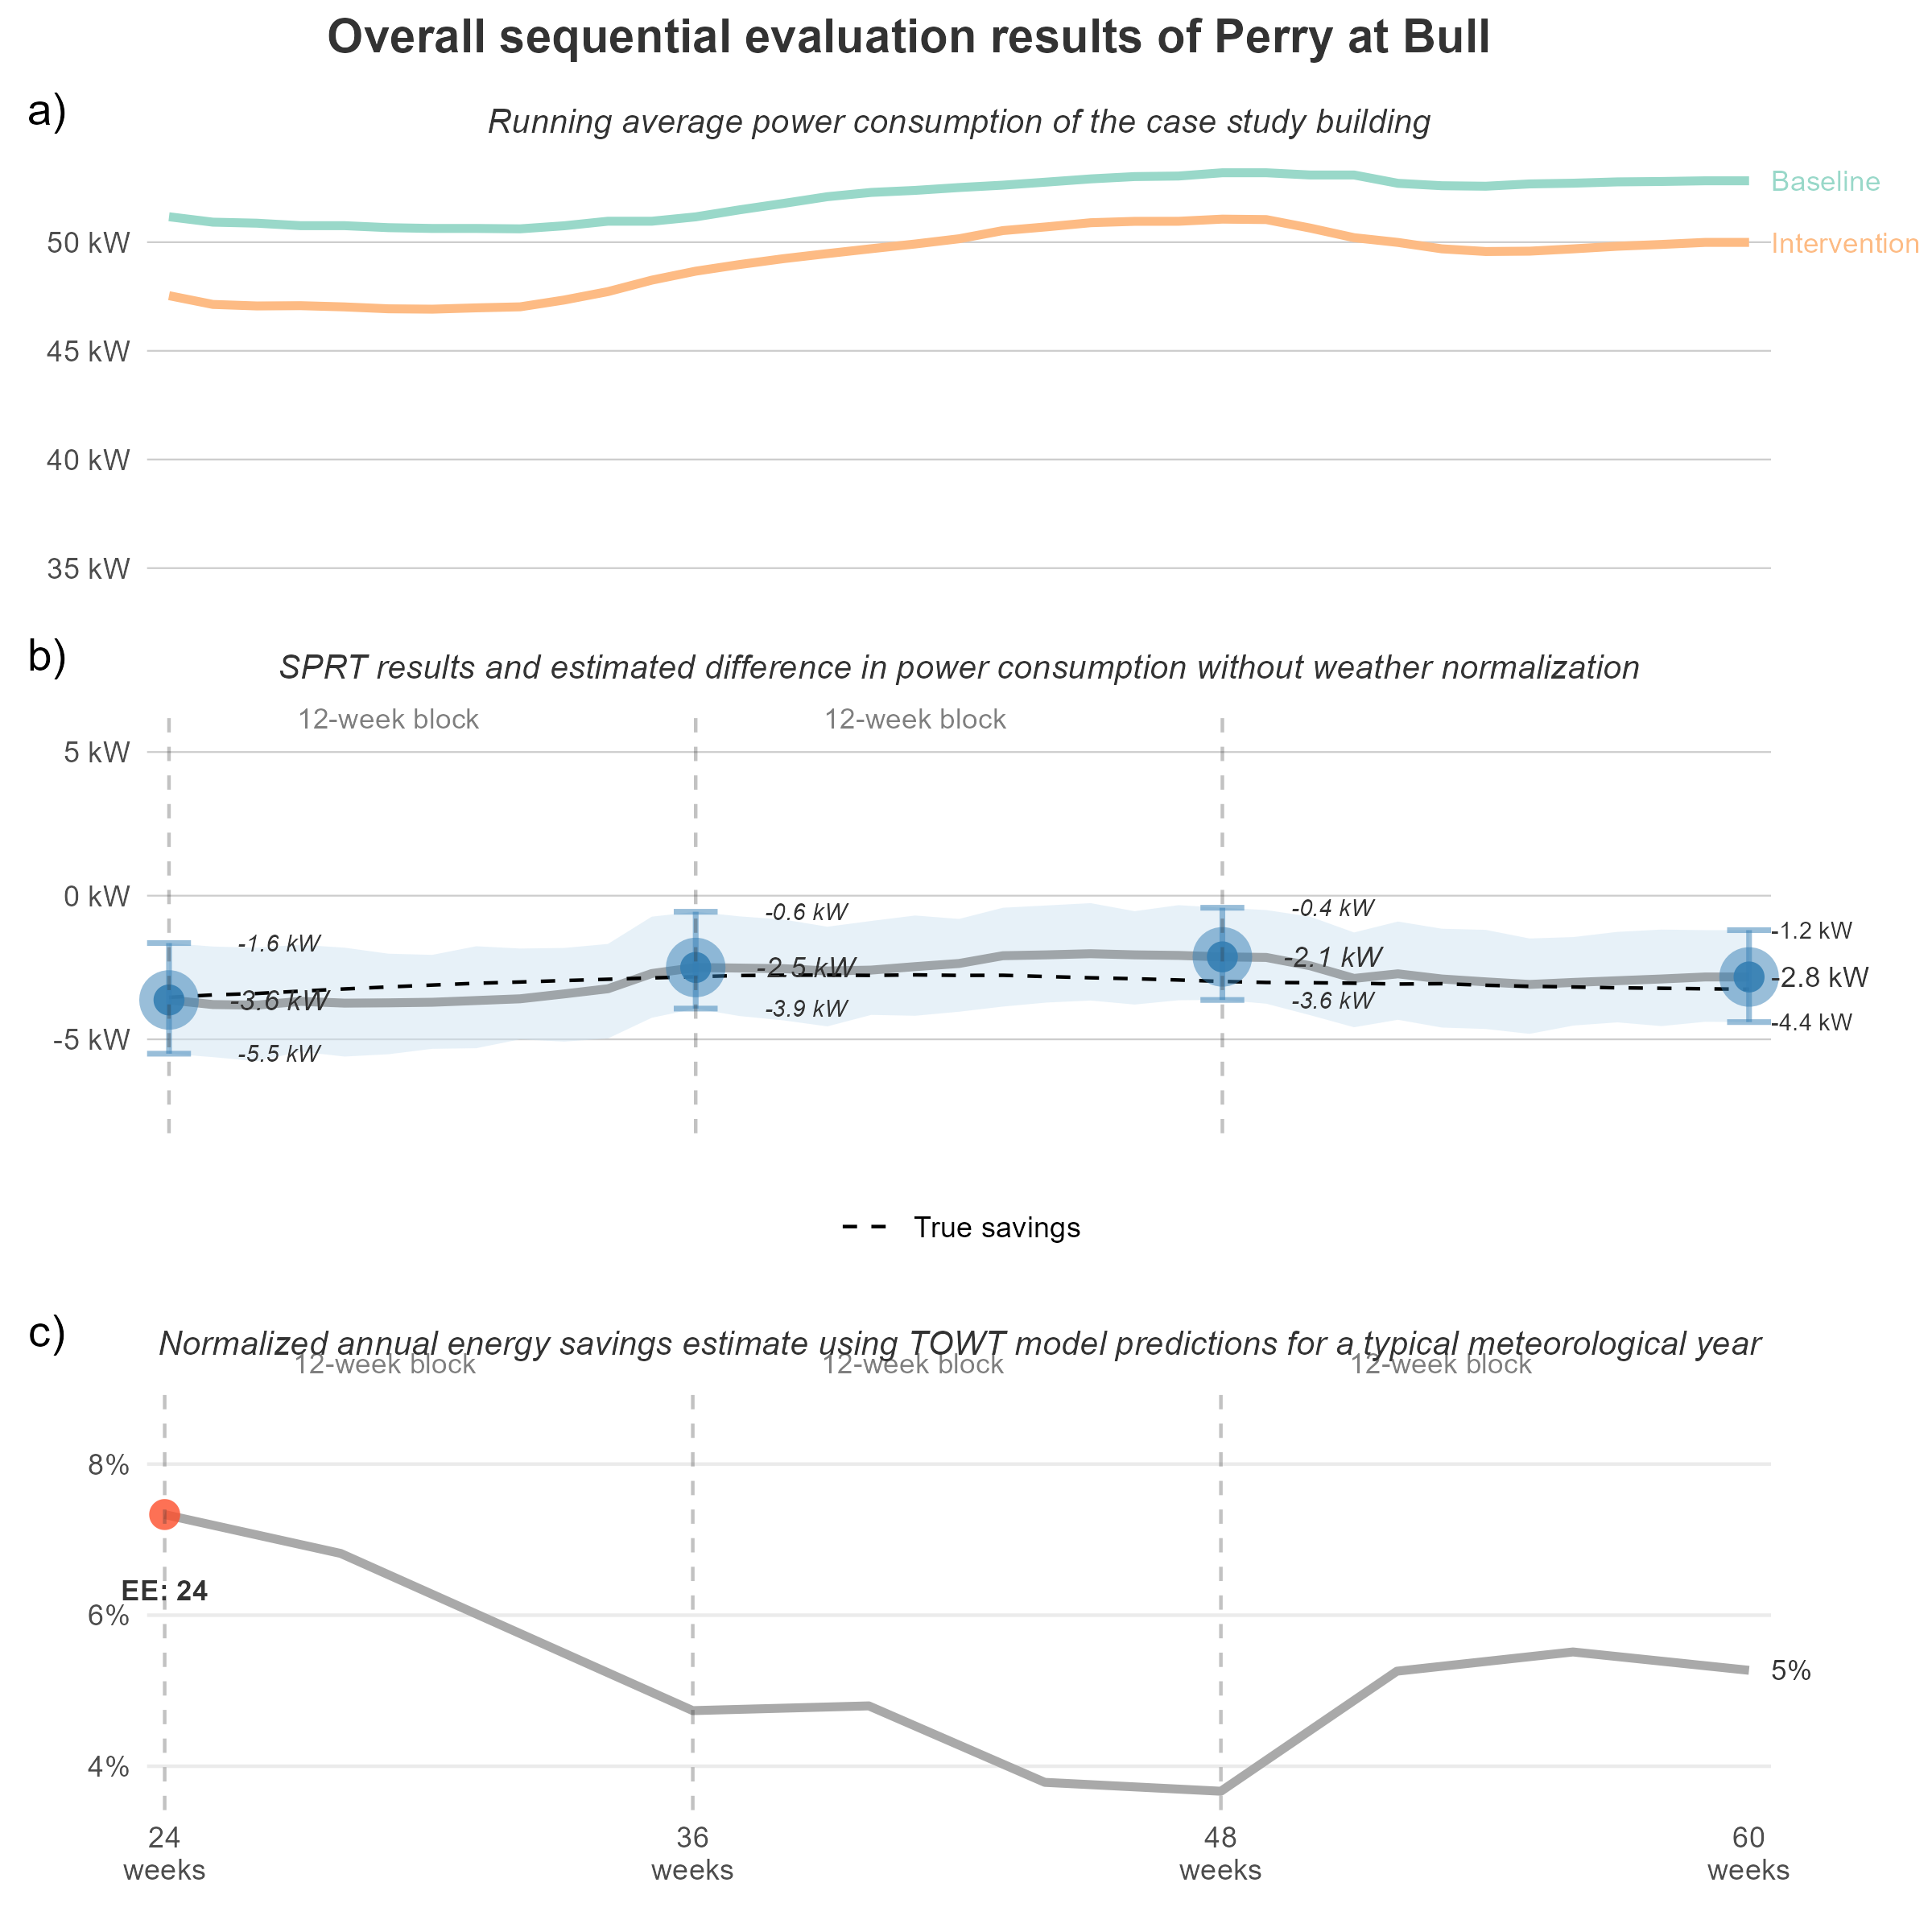 Overall sequential evaluation results of Perry at Bull
a)
Running average power consumption of the case study building
Baseline
50 kW
Intervention
45 kW
40 kW
35 kW
b)
SPRT results and estimated difference in power consumption without weather normalization
12-week block
12-week block
5 kW
0 kW
-5 kW
-1.6 kW
-3.6 kW
-5.5 kW
-0.6 kW
-2.5 kW
-3.9 kW
-0.4 kW
-2.1 kW
-3.6 kW
-1.2 kW
-2.8 kW
-4.4 kW
True savings
c)
Normalized annual energy savings estimate using TOWT model predictions for a typical meteorological year
12-week block
12-week block
12-week block
8%
EE: 24
6%
5%
4%
24
weeks
36
weeks
48
weeks
60
weeks